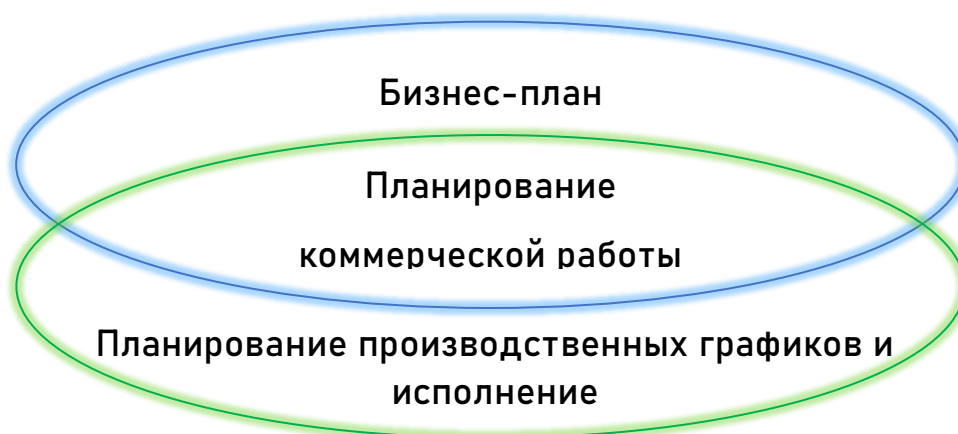 Бизнес-план
Планирование
коммерческой работы
Планирование производственных графиков и
исполнение